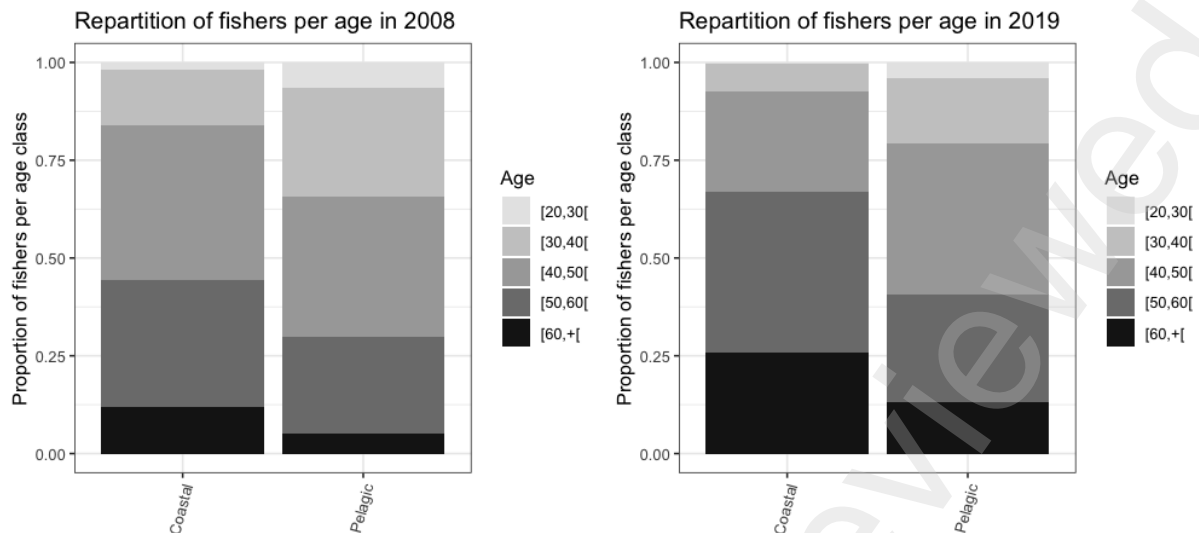 Repartition of fishers per age in 2008
Proportion of fishers per age class
1.00
0.75
0.50
0.25
0.00
Coastal
Pelagic
Age
[20,30[
[30,40[
[40,50[
[50,60[
[60,+[
Repartition of fishers per age in 2019
Proportion of fishers per age class
1.00
0.75
0.50
0.25
0.00
Coastal
Pelagic
Age
[20,30[
[30,40[
[40,50[
[50,60[
[60,+[
eviewed